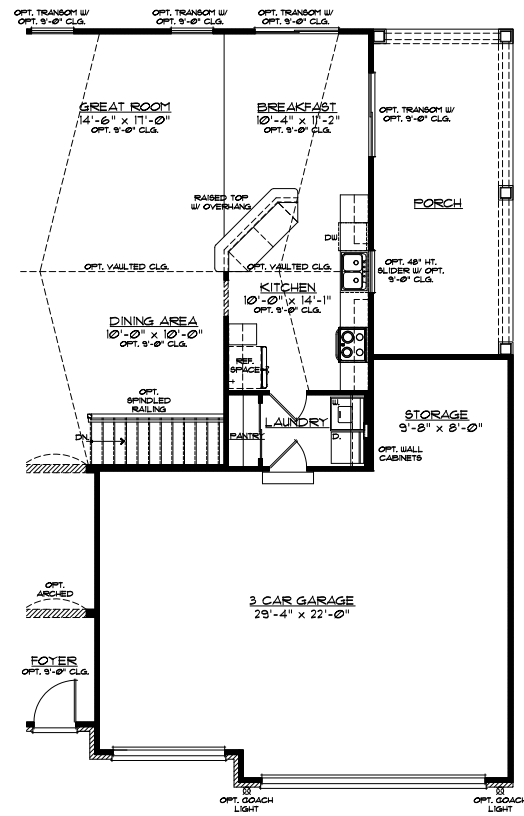 OPT. TRANSOM W/
OPT. 9'-0" CLG.
OPT. TRANSOM W/
OPT. 9'-0" CLG.
OPT. TRANSOM W/
OPT. 9'-0" CLG.
GREAT ROOM
14'-6" x 17'-0"
OPT. 9'-0" CLG.
BREAKFAST
10'-4" x 11'-2"
OPT. 9'-0" CLG.
OPT. TRANSOM W/
OPT. 9'-0" CLG.
RAISED TOP
W/ OVERHANG
PORCH
DW
OPT. VAULTED CLG.
OPT. VAULTED CLG.
OPT. 48" HT.
SLIDER W/ OPT.
9'-0" CLG.
KITCHEN
10'-0" x 14'-1"
OPT. 9'-0" CLG.
DINING AREA
10'-0" x 10'-0"
OPT. 9'-0" CLG.
REF.
SPACE
OPT.
SPINDLED
RAILING
DN
PANTRY
LAUNDRY
D.
STORAGE
9'-8" x 8'-0"
OPT. WALL
CABINETS
OPT.
ARCHED
3 CAR GARAGE
29'-4" x 22'-0"
FOYER
OPT. 9'-0" CLG.
OPT. COACH
LIGHT
OPT. COACH
LIGHT